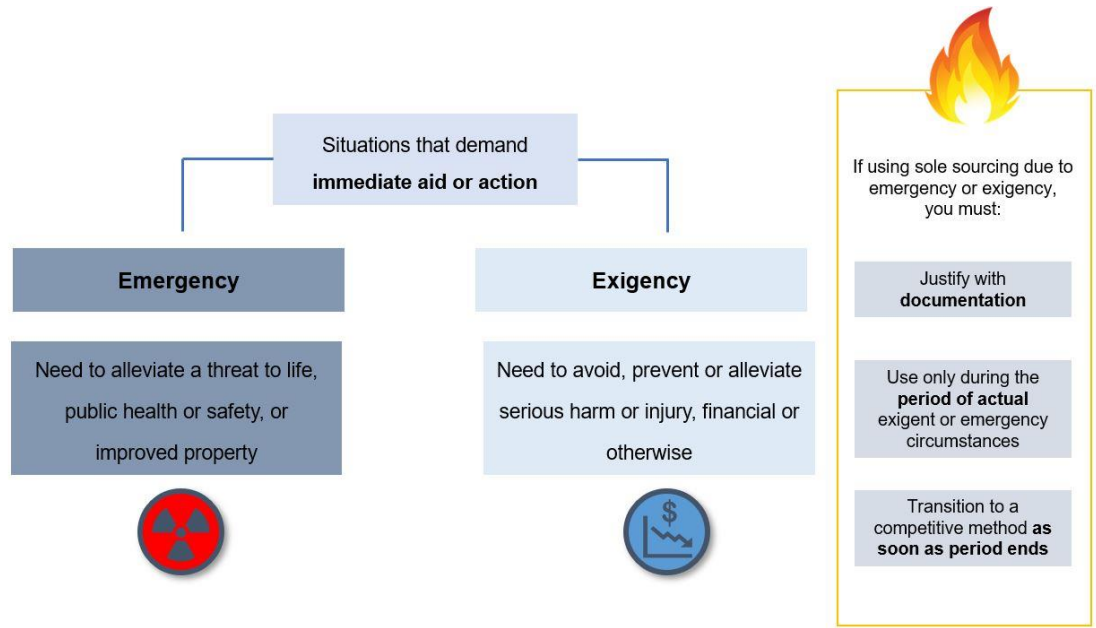 Situations that demand
immediate aid or action
Emergency
Exigency
Need to alleviate a threat to life,
public health or safety, or
improved property
Need to avoid, prevent or alleviate
serious harm or injury, financial or
otherwise
$
If using sole sourcing due to
emergency or exigency,
you must:
Justify with
documentation
Use only during the
period of actual
exigent or emergency
circumstances
Transition to a
competitive method as
soon as period ends